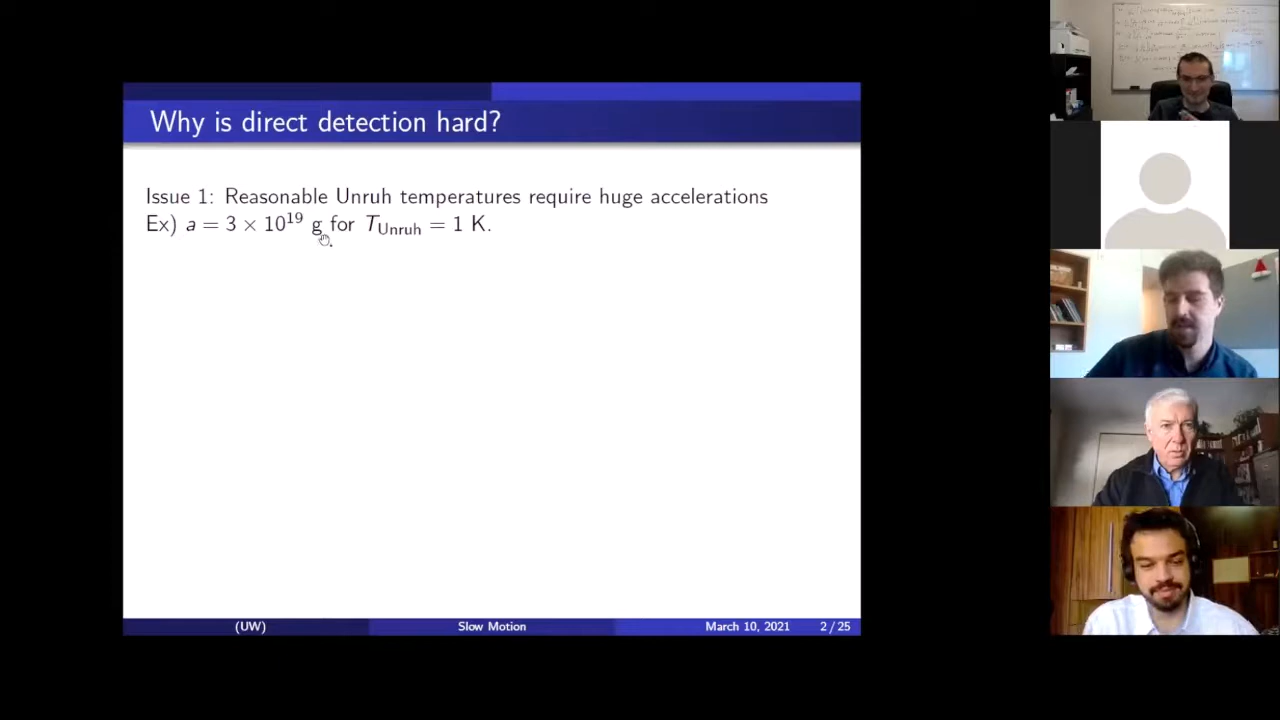 Why is direct detection hard?
Issue 1: Reasonable Unruh temperatures require huge accelerations
Ex) a = 3 × 10¹⁹ g for T_Unruh = 1 K.
(UW) Slow Motion March 10, 2021 2 / 25